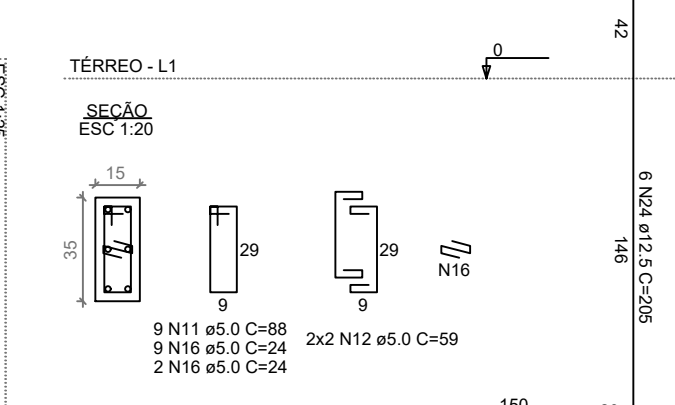 42
TÉRREO - L1
0
SEÇÃO
ESC 1:20
15
35
29
9
29
9
N16
9 N11 ø5.0 C=88
9 N16 ø5.0 C=24
2 N16 ø5.0 C=24
2x2 N12 ø5.0 C=59
146
6 N24 ø12.5 C=205
150